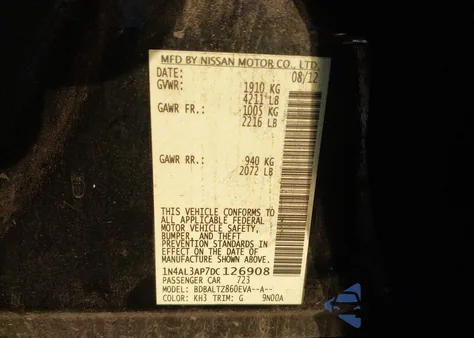 MFD BY NISSAN MOTOR CO., LTD.
DATE: 08/12
GVWR: 1910 KG
4211 LB
GAWR FR.: 1005 KG
2216 LB
GAWR RR.: 940 KG
2072 LB
THIS VEHICLE CONFORMS TO
ALL APPLICABLE FEDERAL
MOTOR VEHICLE SAFETY,
BUMPER, AND THEFT
PREVENTION STANDARDS IN
EFFECT ON THE DATE OF
MANUFACTURE SHOWN ABOVE.
1N4AL3AP7DC126908
PASSENGER CAR 723
MODEL: BDBALTZ860EVA--A--
COLOR: KH3 TRIM: G 9N00A